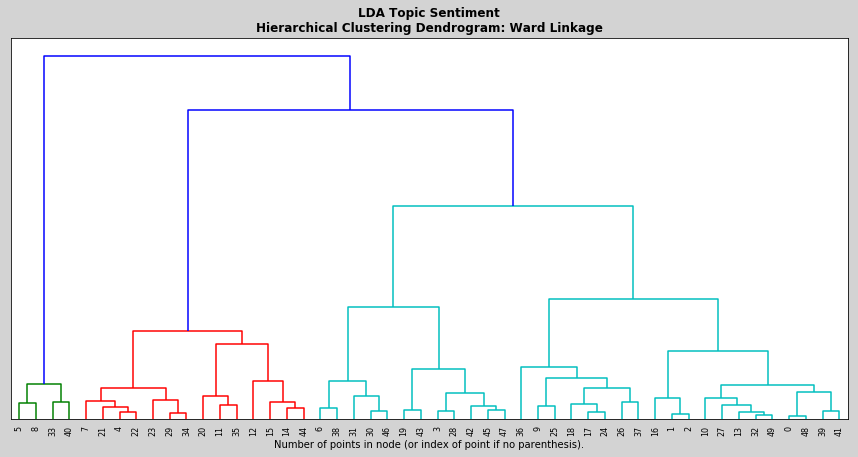 LDA Topic Sentiment
Hierarchical Clustering Dendrogram: Ward Linkage
5 8 33 40 7 21 4 22 23 29 34 20 11 35 12 15 14 44 6 38 31 30 46 19 43 3 28 42 45 47 36 9 25 18 17 24 26 37 16 1 2 10 27 13 32 49 0 48 39 41
Number of points in node (or index of point if no parenthesis).